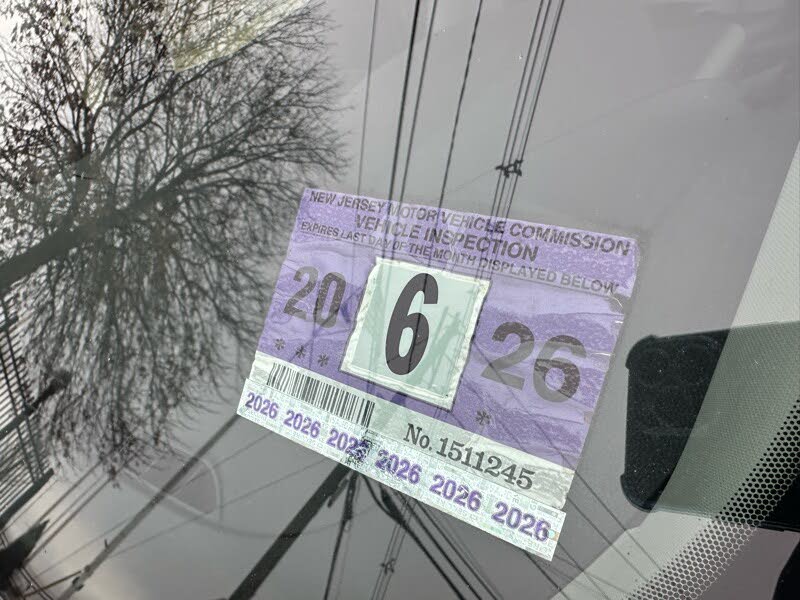 NEW JERSEY MOTOR VEHICLE COMMISSION
VEHICLE INSPECTION
EXPIRES LAST DAY OF THE MONTH DISPLAYED BELOW
20 6 26
No. 1511245
2026 2026 2026 2026 2026 2026